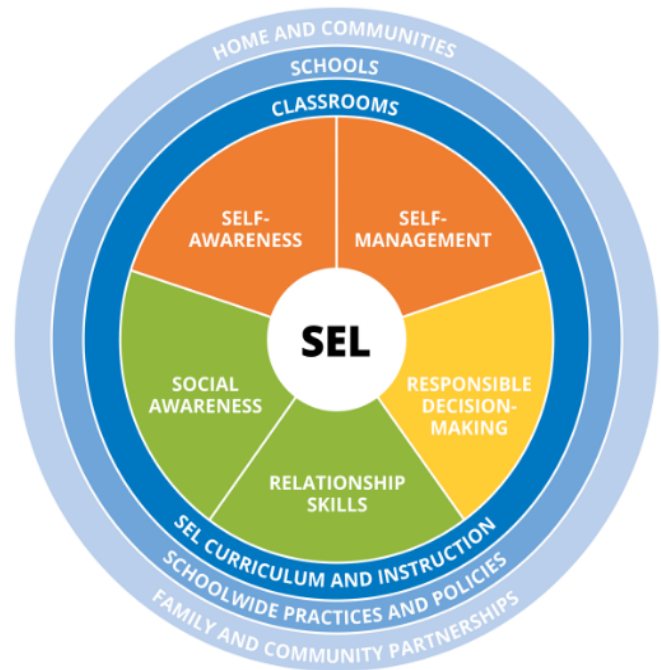 HOME AND COMMUNITIES
SCHOOLS
CLASSROOMS
SELF-
AWARENESS
SELF-
MANAGEMENT
SEL
SOCIAL
AWARENESS
RESPONSIBLE
DECISION-
MAKING
RELATIONSHIP
SKILLS
SEL CURRICULUM AND INSTRUCTION
SCHOOLWIDE PRACTICES AND POLICIES
FAMILY AND COMMUNITY PARTNERSHIPS